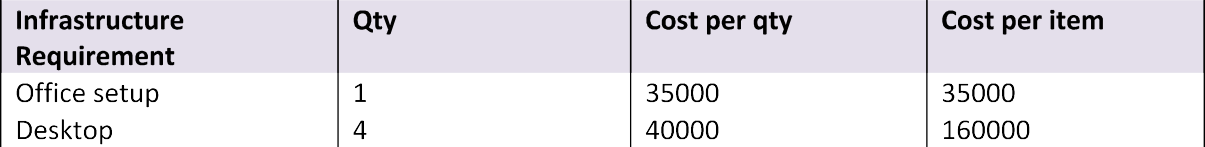 Infrastructure Requirement Qty Cost per qty Cost per item
Office setup 1 35000 35000
Desktop 4 40000 160000